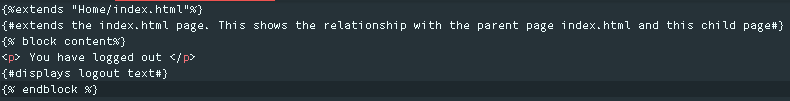 {%extends "Home/index.html"%}
{#extends the index.html page. This shows the relationship with the parent page index.html and this child page#}
{% block content%}
<p> You have logged out </p>
{#displays logout text#}
{% endblock %}